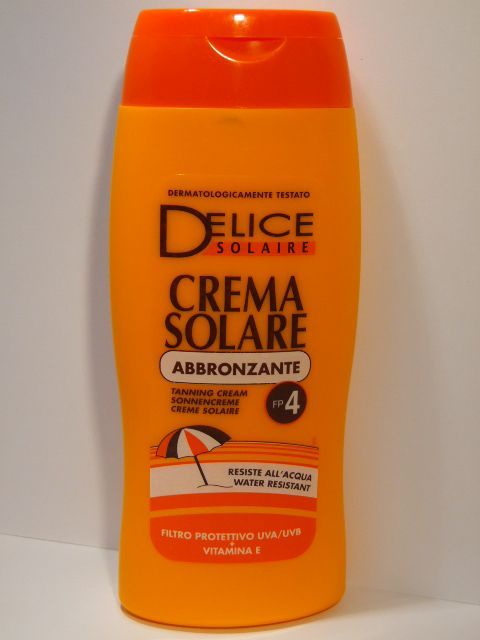 DERMATOLOGICAMENTE TESTATO
DELICE
SOLAIRE
CREMA
SOLARE
ABBRONZANTE
TANNING CREAM
SONNENCREME
CREME SOLAIRE
FP 4
RESISTE ALL'ACQUA
WATER RESISTANT
FILTRO PROTETTIVO UVA/UVB
+
VITAMINA E